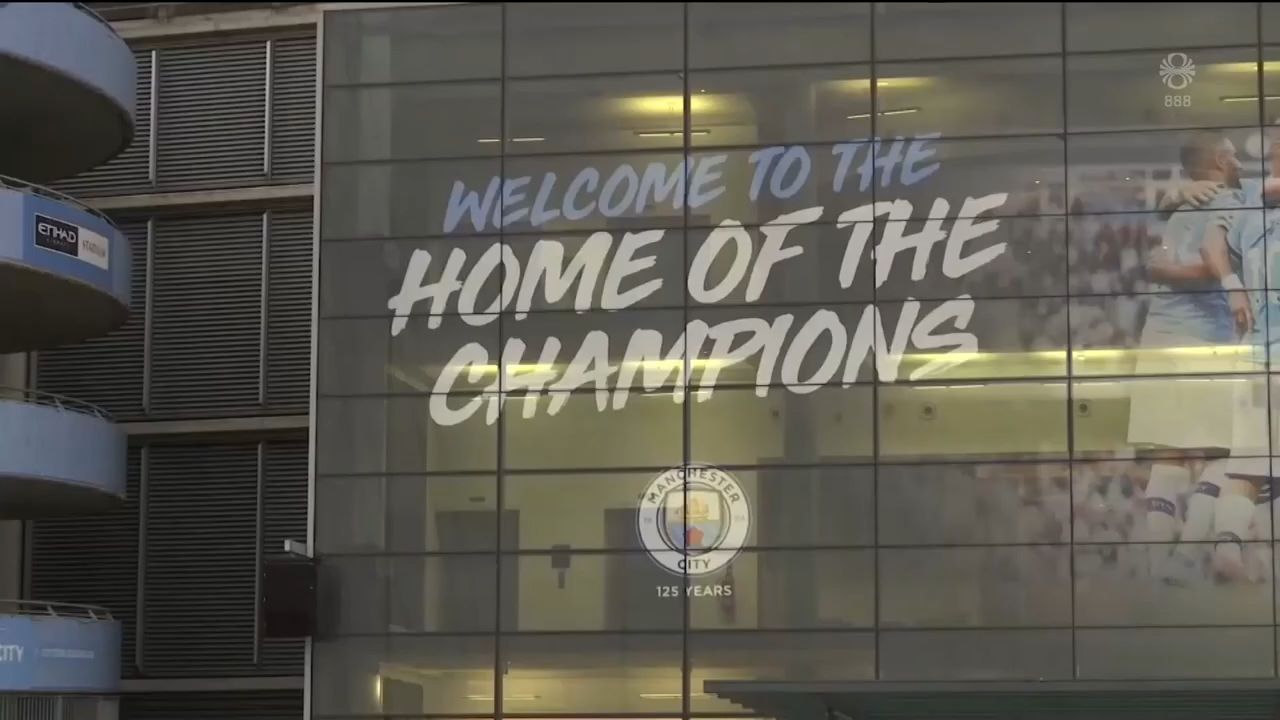 888
WELCOME TO THE
HOME OF THE
CHAMPIONS
ETIHAD
STADIUM
MANCHESTER
CITY
125 YEARS
CITY